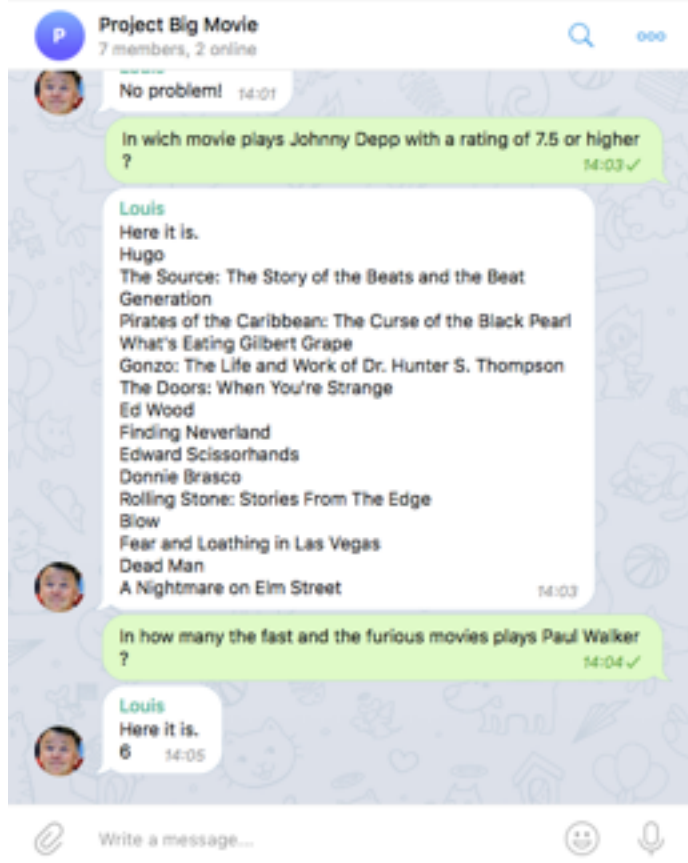 P
Project Big Movie
7 members, 2 online
Louis
No problem! 14:01
In wich movie plays Johnny Depp with a rating of 7.5 or higher
?
14:03
Louis
Here it is.
Hugo
The Source: The Story of the Beats and the Beat
Generation
Pirates of the Caribbean: The Curse of the Black Pearl
What's Eating Gilbert Grape
Gonzo: The Life and Work of Dr. Hunter S. Thompson
The Doors: When You're Strange
Ed Wood
Finding Neverland
Edward Scissorhands
Donnie Brasco
Rolling Stone: Stories From The Edge
Blow
Fear and Loathing in Las Vegas
Dead Man
A Nightmare on Elm Street 14:03
In how many the fast and the furious movies plays Paul Walker
?
14:04
Louis
Here it is.
6 14:05
Write a message...